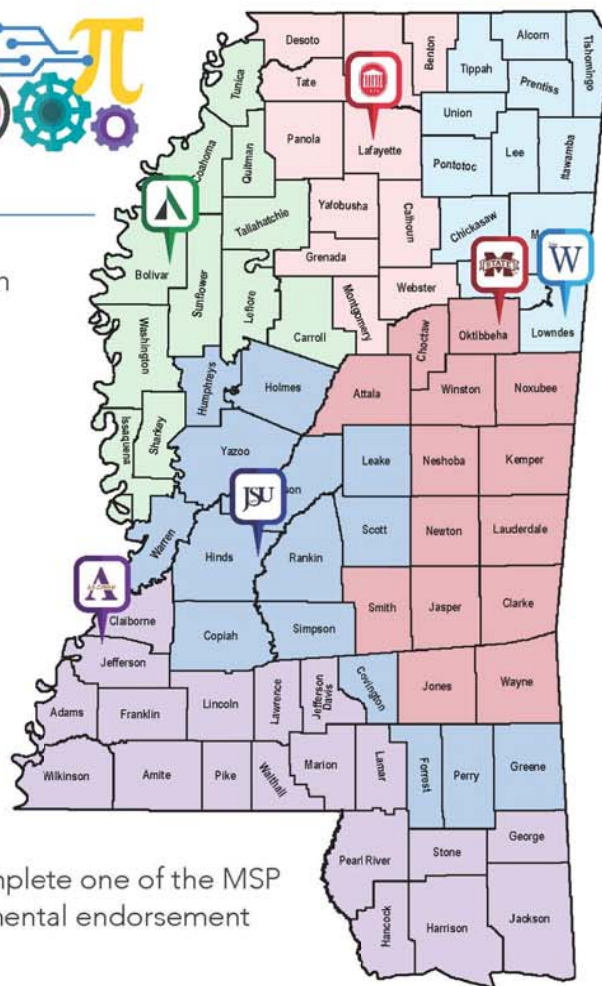 π
Desoto
Benton
Alcorn
Tishomingo
Tippah
Prentiss
Tunica
Tate
Union
Panola
Lafayette
Coahoma
Quitman
Pontotoc
Lee
Itawamba
Yalobusha
Calhoun
Tallahatchie
Chickasaw
M
n
Bolivar
Sunflower
Leflore
Grenada
STATE
THE W
Montgomery
Webster
Carroll
Choctaw
Oktibbeha
Lowndes
Washington
Humphreys
Holmes
Attala
Winston
Noxubee
Issaquena
Sharkey
Yazoo
Leake
Neshoba
Kemper
JSU
on
Warren
Hinds
Rankin
Scott
Newton
Lauderdale
A
Claiborne
Copiah
Simpson
Smith
Jasper
Clarke
Jefferson
Covington
Jones
Wayne
Adams
Franklin
Lincoln
Lawrence
Jefferson
Davis
Wilkinson
Amite
Pike
Walthall
Marion
Lamar
Forrest
Perry
Greene
George
Pearl River
Stone
mplete one of the MSP
mental endorsement
Hancock
Harrison
Jackson